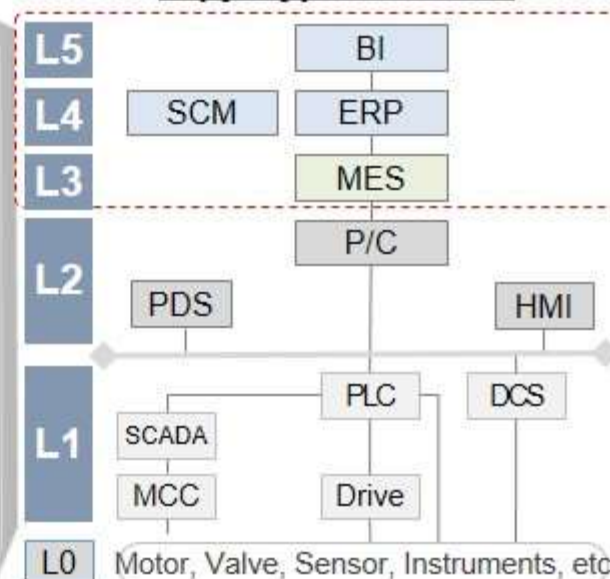 L5
BI
L4
SCM
ERP
L3
MES
L2
P/C
PDS
HMI
L1
PLC
DCS
SCADA
MCC
Drive
L0
Motor, Valve, Sensor, Instruments, etc